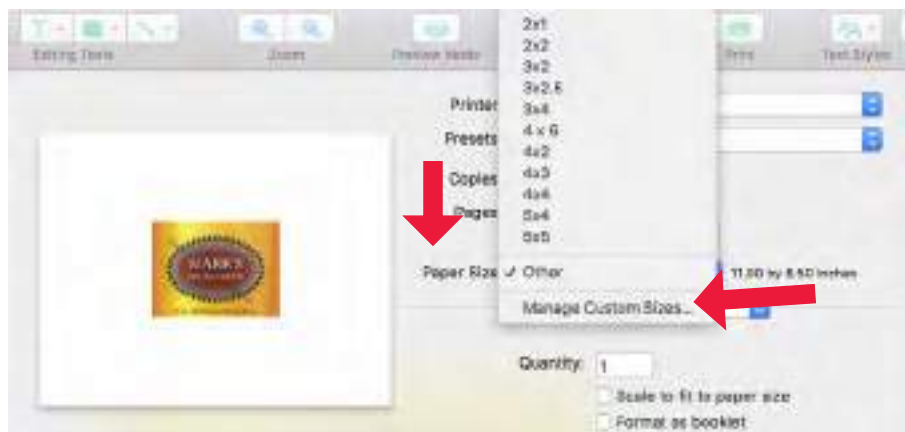 Editing Tools Zoom Preview Mode Print Text Styles
2x1
2x2
3x2
3x2.5
3x4
4 x 6
4x2
4x3
4x4
5x4
5x5
Printer
Presets
Copies
Pages
Paper Size ✓ Other 11.00 by 8.50 inches
Manage Custom Sizes...
MARK'S
Quantity: 1
Scale to fit to paper size
Format as booklet